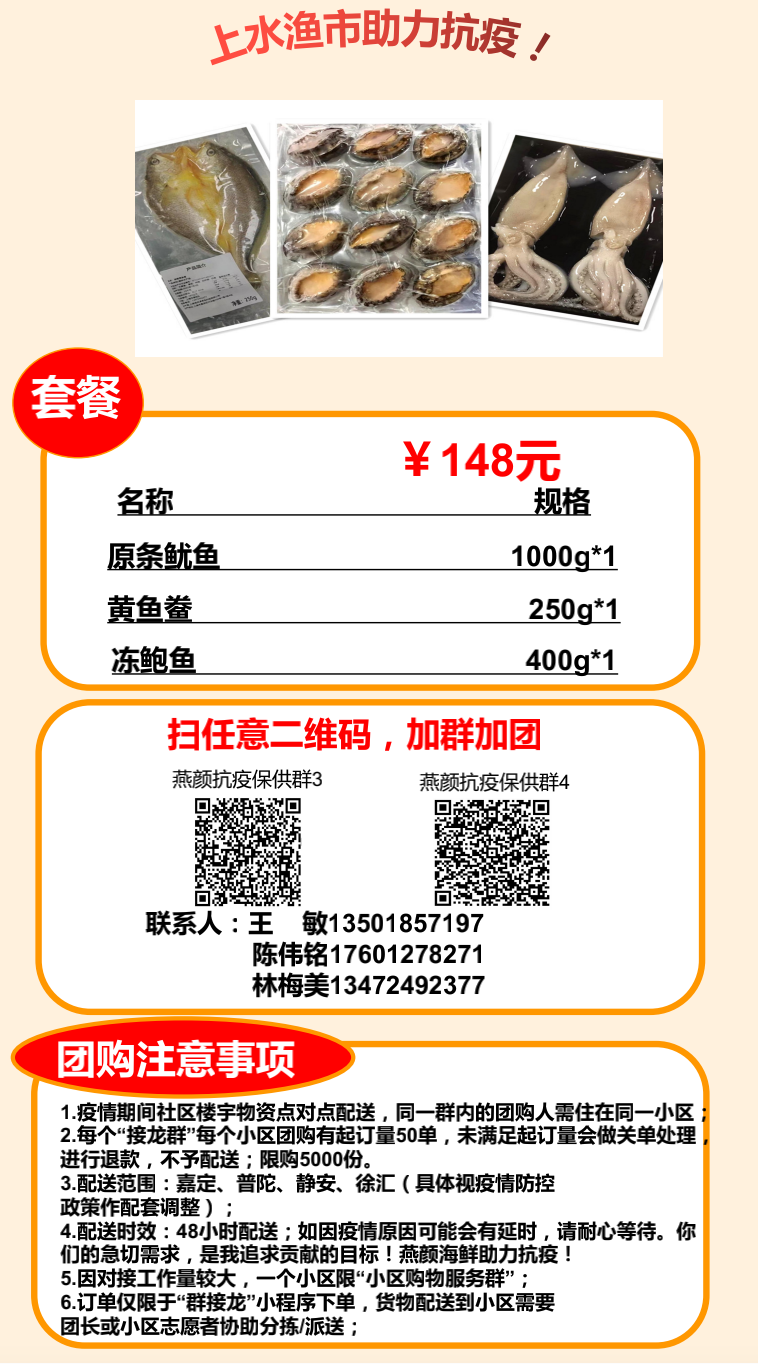 上水渔市助力抗疫！
250g
套餐
￥148元
名称 规格
原条鱿鱼 1000g*1
黄鱼鲞 250g*1
冻鲍鱼 400g*1
扫任意二维码，加群加团
燕颜抗疫保供群3 燕颜抗疫保供群4
联系人：王 敏13501857197
陈伟铭17601278271
林梅美13472492377
团购注意事项
1.疫情期间社区楼宇物资点对点配送，同一群内的团购人需住在同一小区；
2.每个“接龙群”每个小区团购有起订量50单，未满足起订量会做关单处理，
进行退款，不予配送；限购5000份。
3.配送范围：嘉定、普陀、静安、徐汇（具体视疫情防控
政策作配套调整）；
4.配送时效：48小时配送；如因疫情原因可能会有延时，请耐心等待。你
们的急切需求，是我追求贡献的目标！燕颜海鲜助力抗疫！
5.因对接工作量较大，一个小区限“小区购物服务群”；
6.订单仅限于“群接龙”小程序下单，货物配送到小区需要
团长或小区志愿者协助分拣/派送；